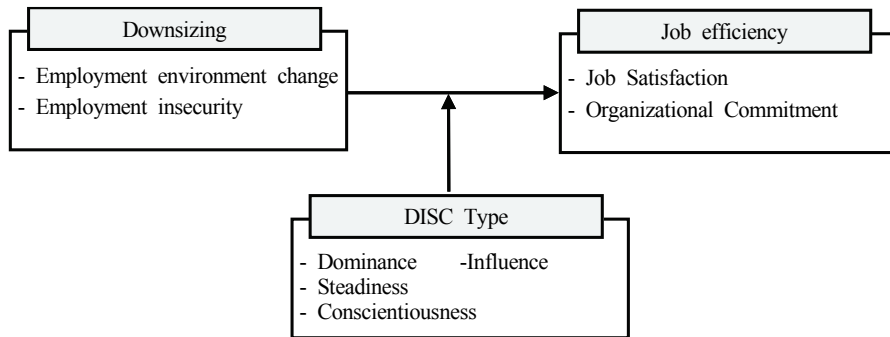 Downsizing
- Employment environment change
- Employment insecurity
Job efficiency
- Job Satisfaction
- Organizational Commitment
DISC Type
- Dominance -Influence
- Steadiness
- Conscientiousness